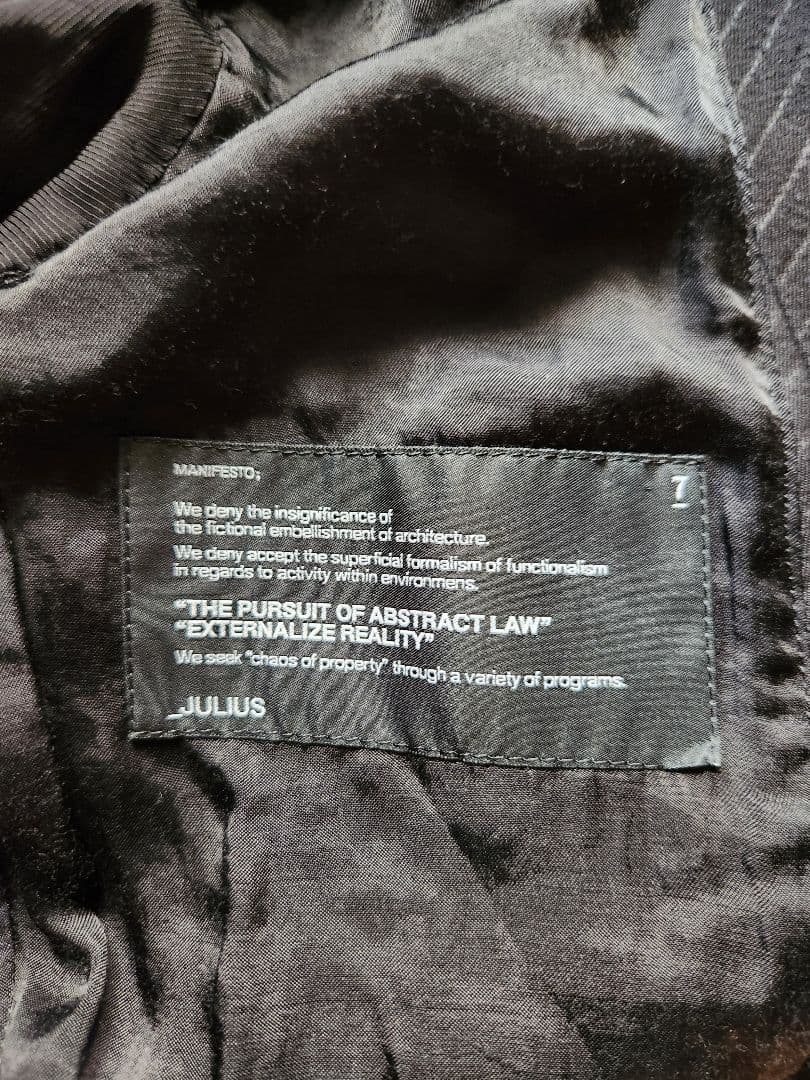 MANIFESTO;
7
We deny the insignificance of
the fictional embellishment of architecture.
We deny accept the superficial formalism of functionalism
in regards to activity within environmens.
"THE PURSUIT OF ABSTRACT LAW"
"EXTERNALIZE REALITY"
We seek "chaos of property" through a variety of programs.
_JULIUS